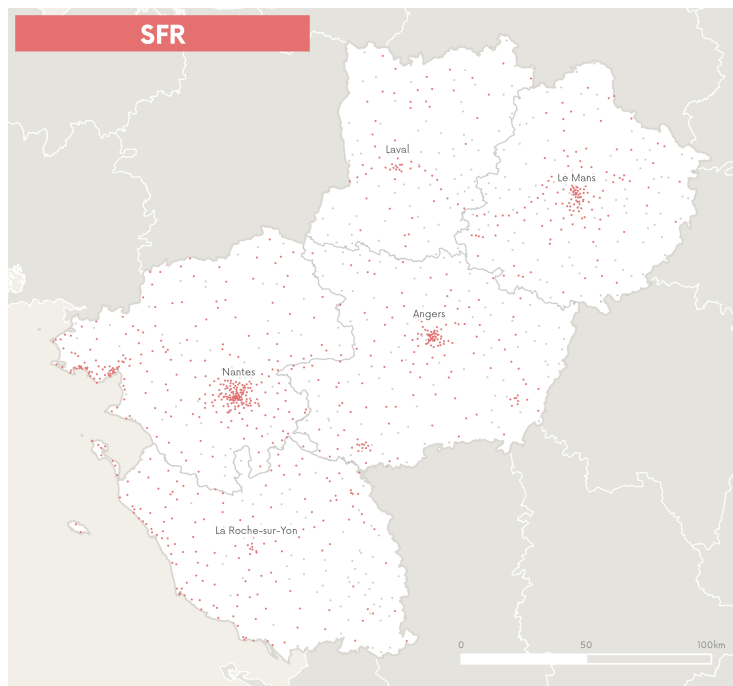 SFR
Laval
Le Mans
Angers
Nantes
La Roche-sur-Yon
0 50 100km